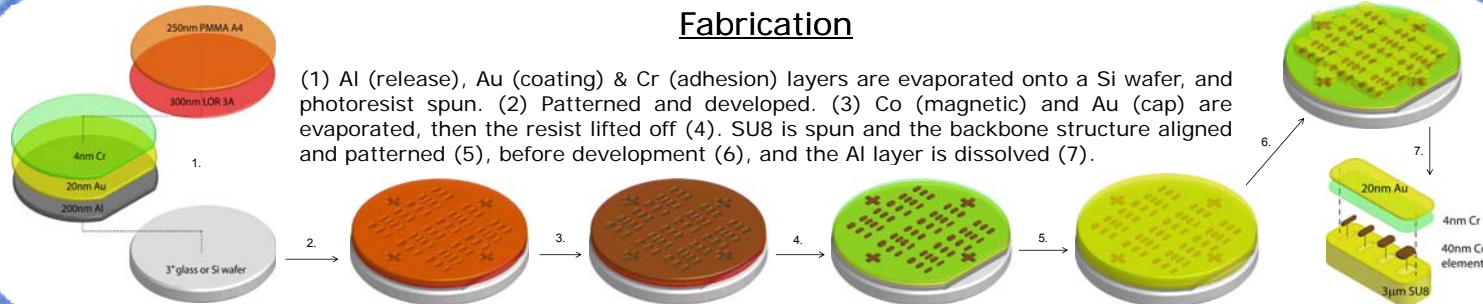 Fabrication
(1) Al (release), Au (coating) & Cr (adhesion) layers are evaporated onto a Si wafer, and
photoresist spun. (2) Patterned and developed. (3) Co (magnetic) and Au (cap) are
evaporated, then the resist lifted off (4). SU8 is spun and the backbone structure aligned
and patterned (5), before development (6), and the Al layer is dissolved (7).
250nm PMMA A4
300nm LOR 3A
4nm Cr
20nm Au
200nm Al
3" glass or Si wafer
1.
2.
3.
4.
5.
6.
7.
20nm Au
4nm Cr
40nm Co
element
3µm SU8